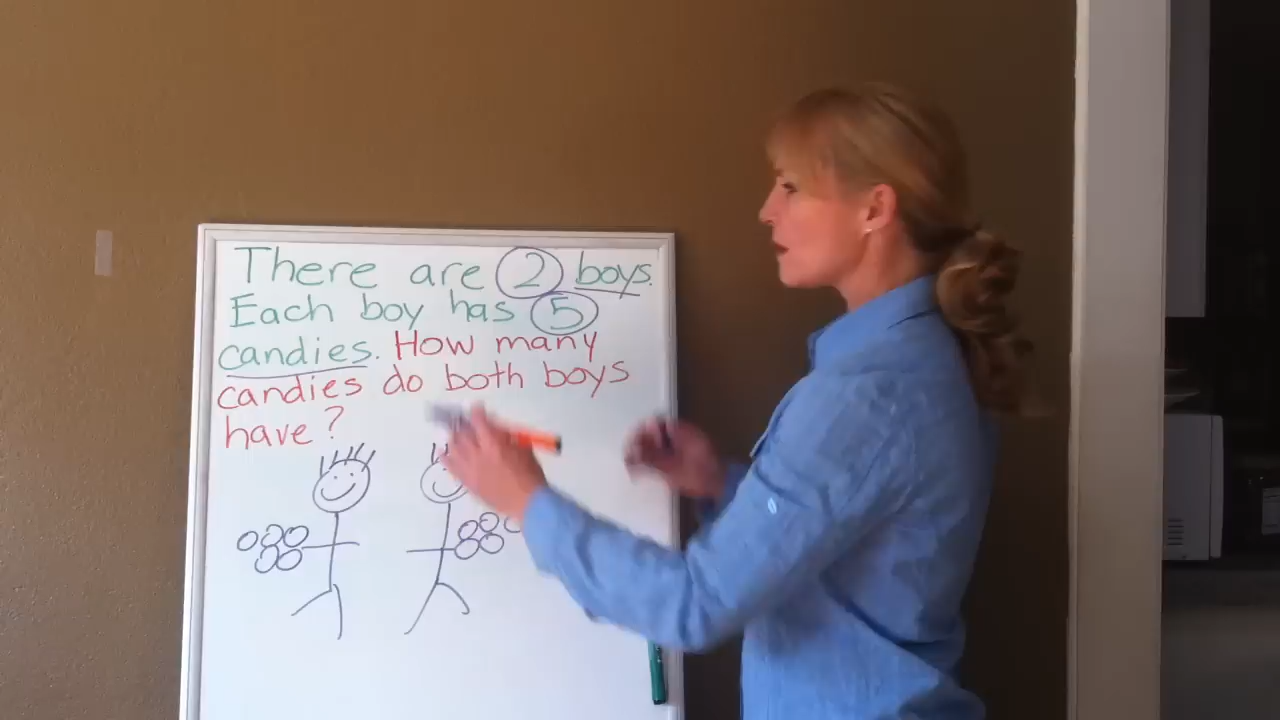 There are 2 boys.
Each boy has 5
candies. How many
candies do both boys
have?